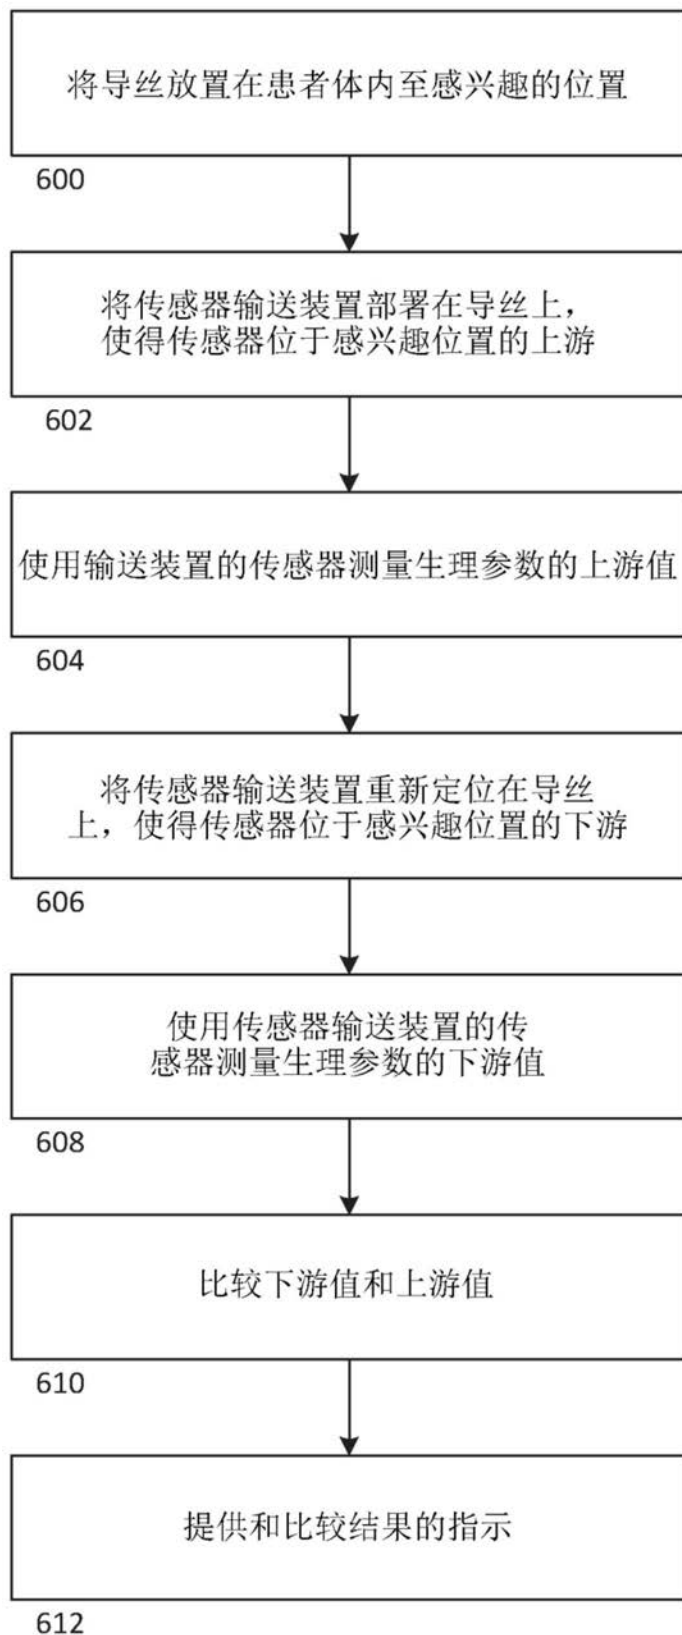 将导丝放置在患者体内至感兴趣的位置
600
将传感器输送装置部署在导丝上，
使得传感器位于感兴趣位置的上游
602
使用输送装置的传感器测量生理参数的上游值
604
将传感器输送装置重新定位在导丝
上，使得传感器位于感兴趣位置的下游
606
使用传感器输送装置的传
感器测量生理参数的下游值
608
比较下游值和上游值
610
提供和比较结果的指示
612